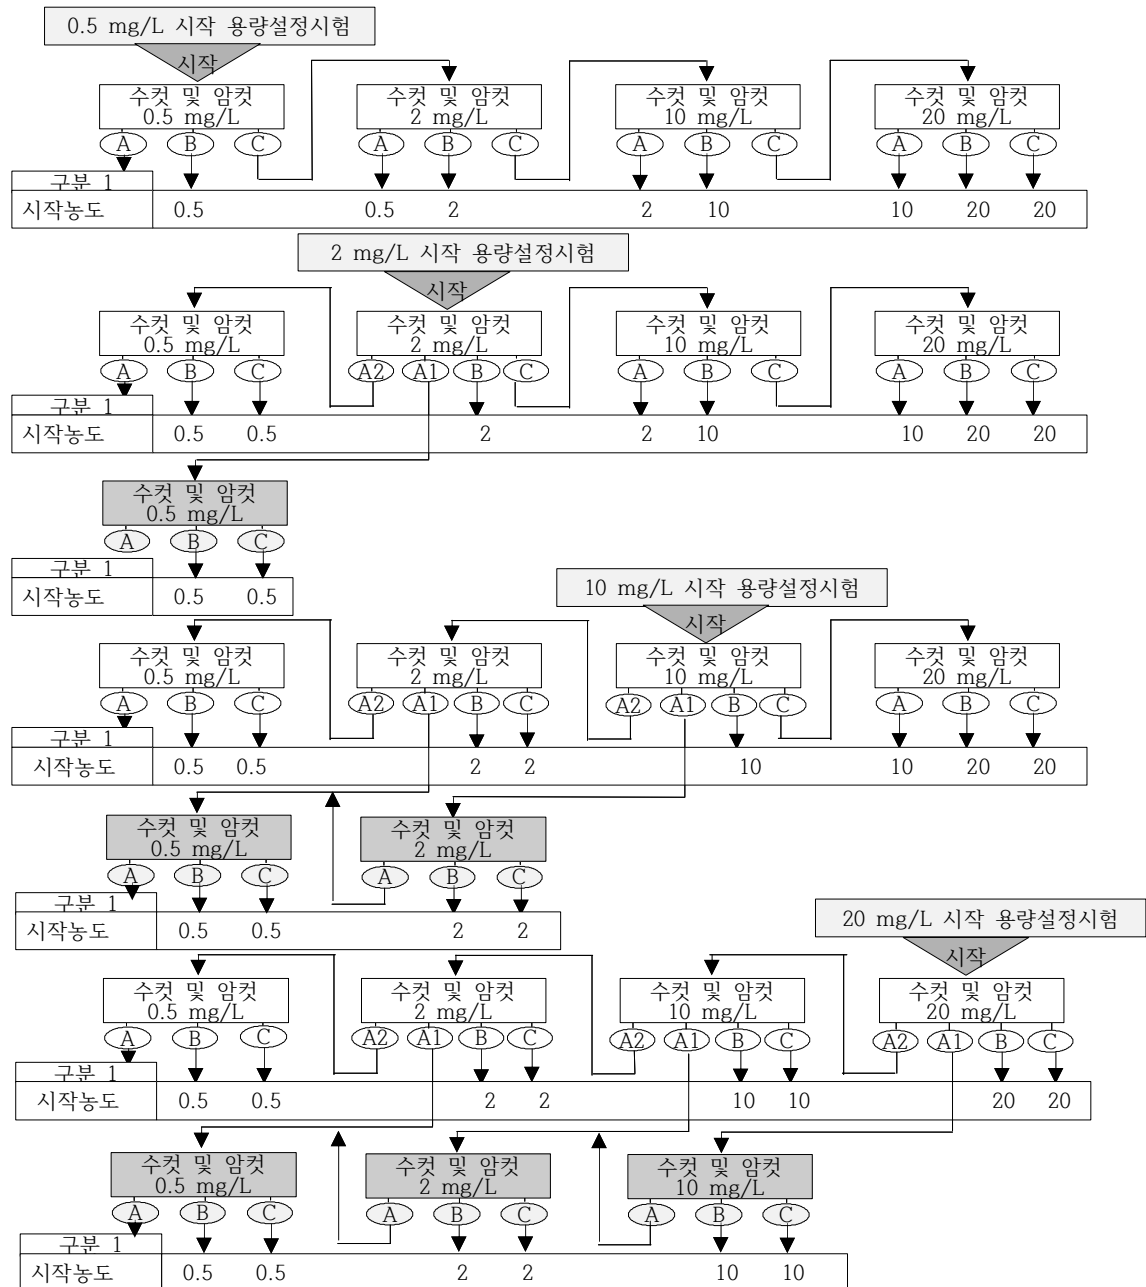 0.5 mg/L 시작 용량설정시험
시작
수컷 및 암컷 수컷 및 암컷 수컷 및 암컷 수컷 및 암컷
0.5 mg/L 2 mg/L 10 mg/L 20 mg/L
A B C A B C A B C A B C
구분 1
시작농도 0.5 0.5 2 2 10 10 20 20
2 mg/L 시작 용량설정시험
시작
수컷 및 암컷 수컷 및 암컷 수컷 및 암컷 수컷 및 암컷
0.5 mg/L 2 mg/L 10 mg/L 20 mg/L
A B C A2 A1 B C A B C A B C
구분 1
시작농도 0.5 0.5 2 2 10 10 20 20
수컷 및 암컷
0.5 mg/L
A B C
구분 1
시작농도 0.5 0.5
10 mg/L 시작 용량설정시험
시작
수컷 및 암컷 수컷 및 암컷 수컷 및 암컷 수컷 및 암컷
0.5 mg/L 2 mg/L 10 mg/L 20 mg/L
A B C A2 A1 B C A2 A1 B C A B C
구분 1
시작농도 0.5 0.5 2 2 10 10 20 20
수컷 및 암컷 수컷 및 암컷
0.5 mg/L 2 mg/L
A B C A B C
구분 1
시작농도 0.5 0.5 2 2
20 mg/L 시작 용량설정시험
시작
수컷 및 암컷 수컷 및 암컷 수컷 및 암컷 수컷 및 암컷
0.5 mg/L 2 mg/L 10 mg/L 20 mg/L
A B C A2 A1 B C A2 A1 B C A2 A1 B C
구분 1
시작농도 0.5 0.5 2 2 10 10 20 20
수컷 및 암컷 수컷 및 암컷 수컷 및 암컷
0.5 mg/L 2 mg/L 10 mg/L
A B C A B C A B C
구분 1
시작농도 0.5 0.5 2 2 10 10